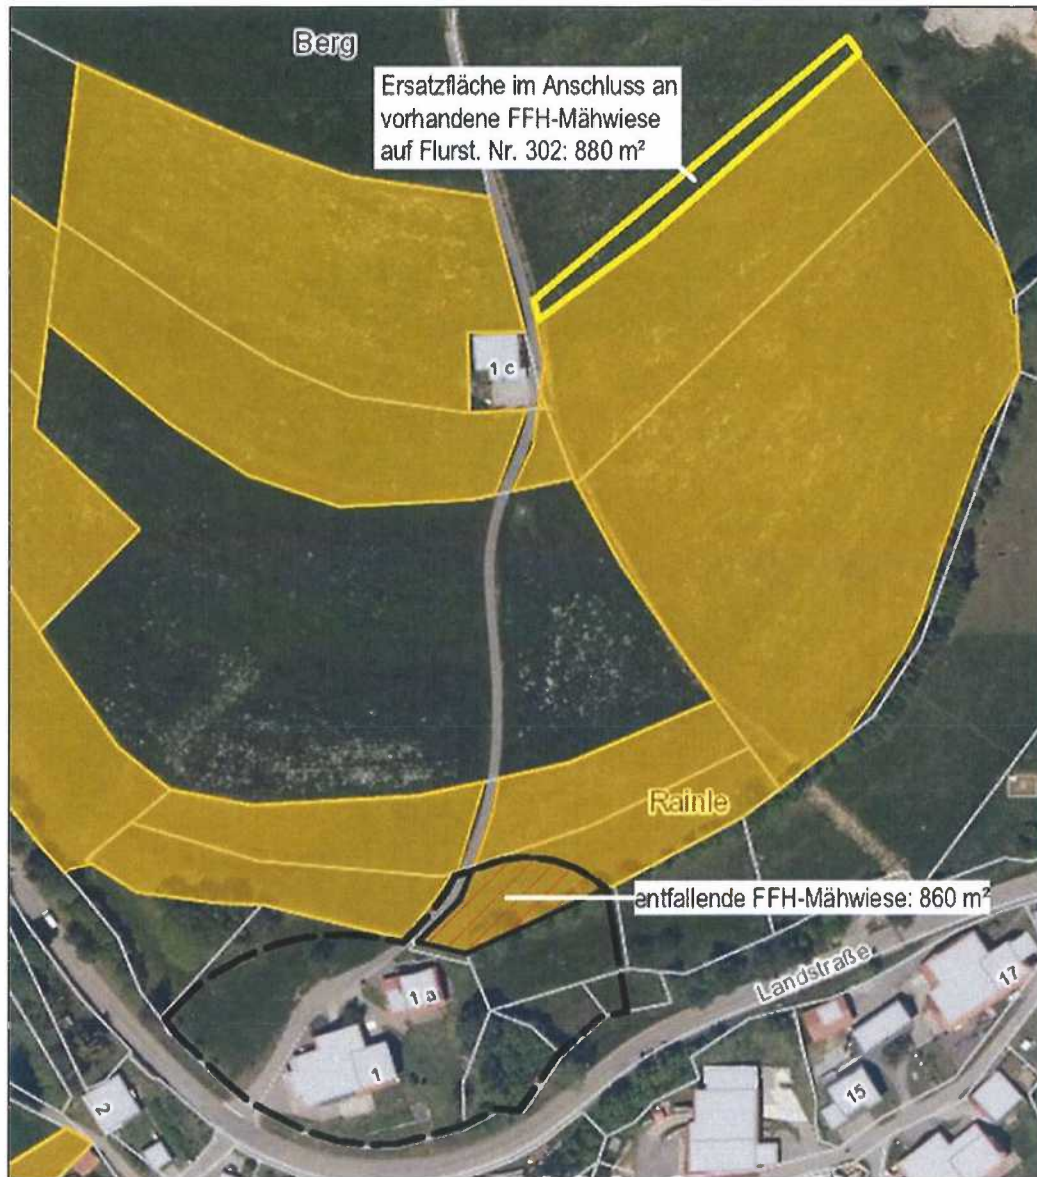 Berg
Ersatzfläche im Anschluss an
vorhandene FFH-Mähwiese
auf Flurst. Nr. 302: 880 m²
1 c
Rainle
entfallende FFH-Mähwiese: 860 m²
Landstraße
17
1 a
1
15
2